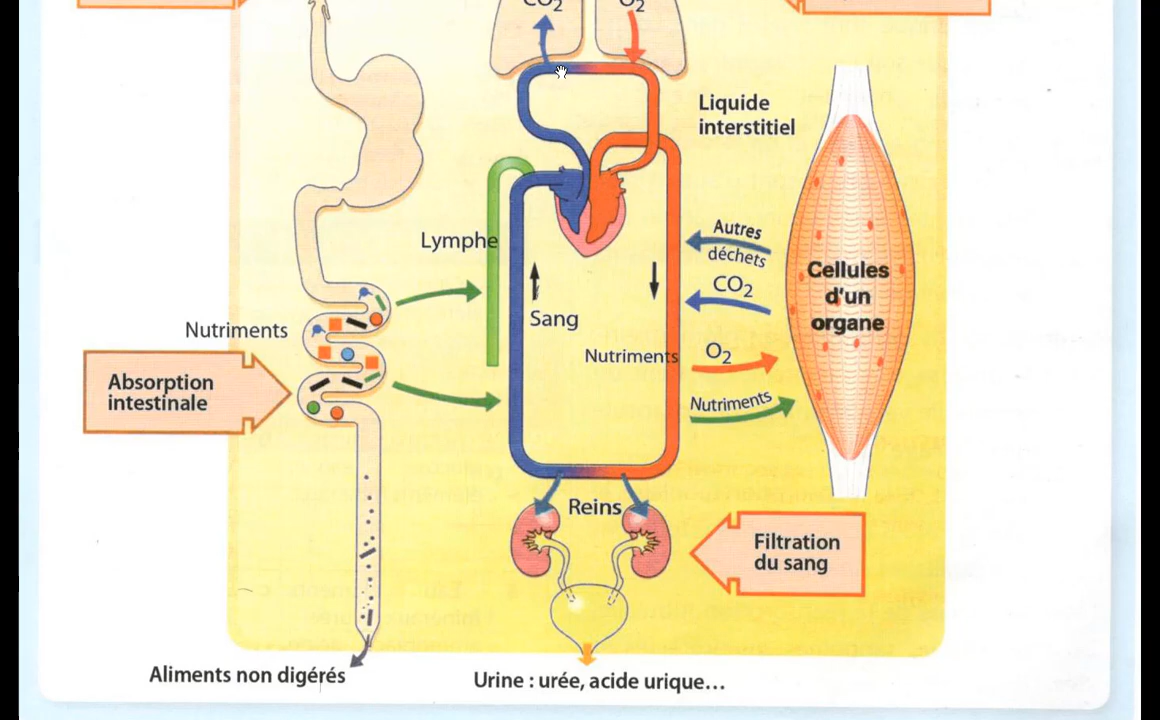 CO2
O2
Liquide
interstitiel
Lymphe
Autres
déchets
Cellules
d'un
organe
CO2
Sang
Nutriments
Nutriments
O2
Absorption
intestinale
Nutriments
Reins
Filtration
du sang
Aliments non digérés
Urine : urée, acide urique...